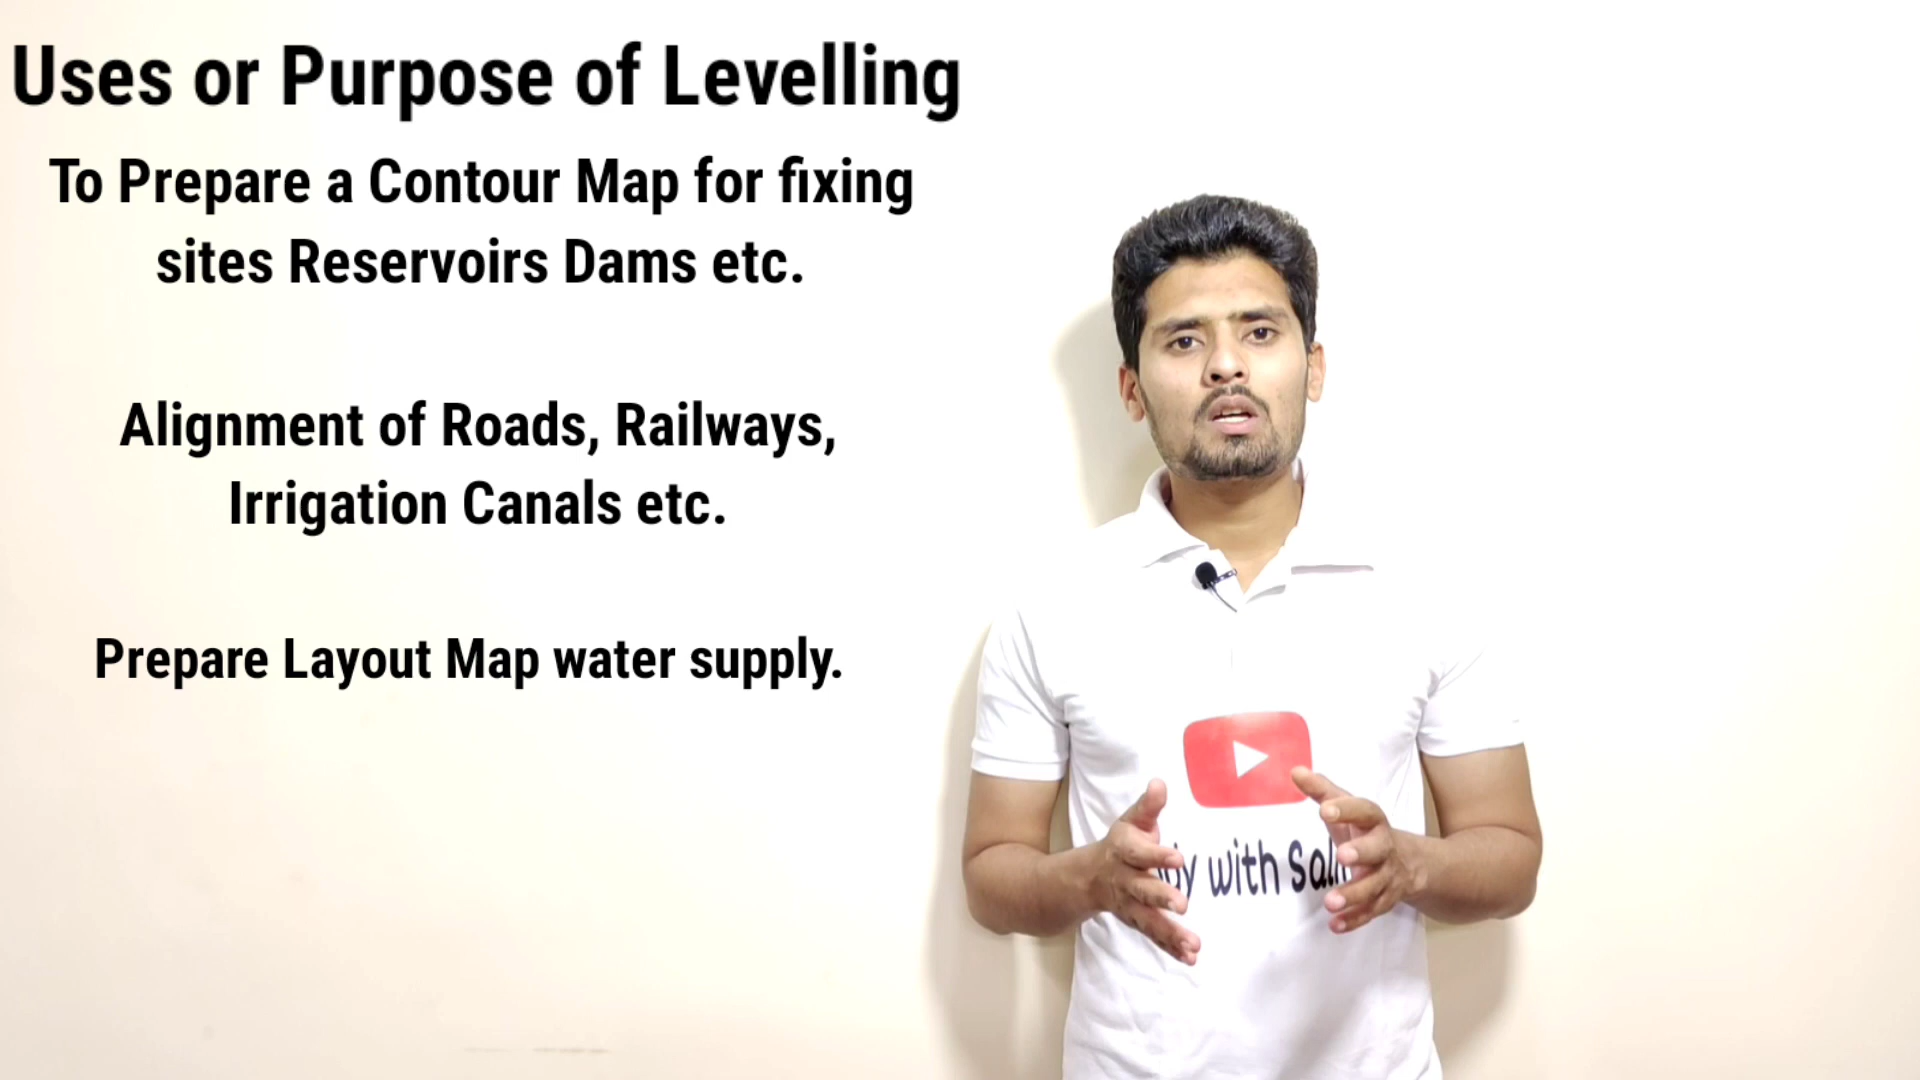 Uses or Purpose of Levelling
To Prepare a Contour Map for fixing
sites Reservoirs Dams etc.
Alignment of Roads, Railways,
Irrigation Canals etc.
Prepare Layout Map water supply.
with